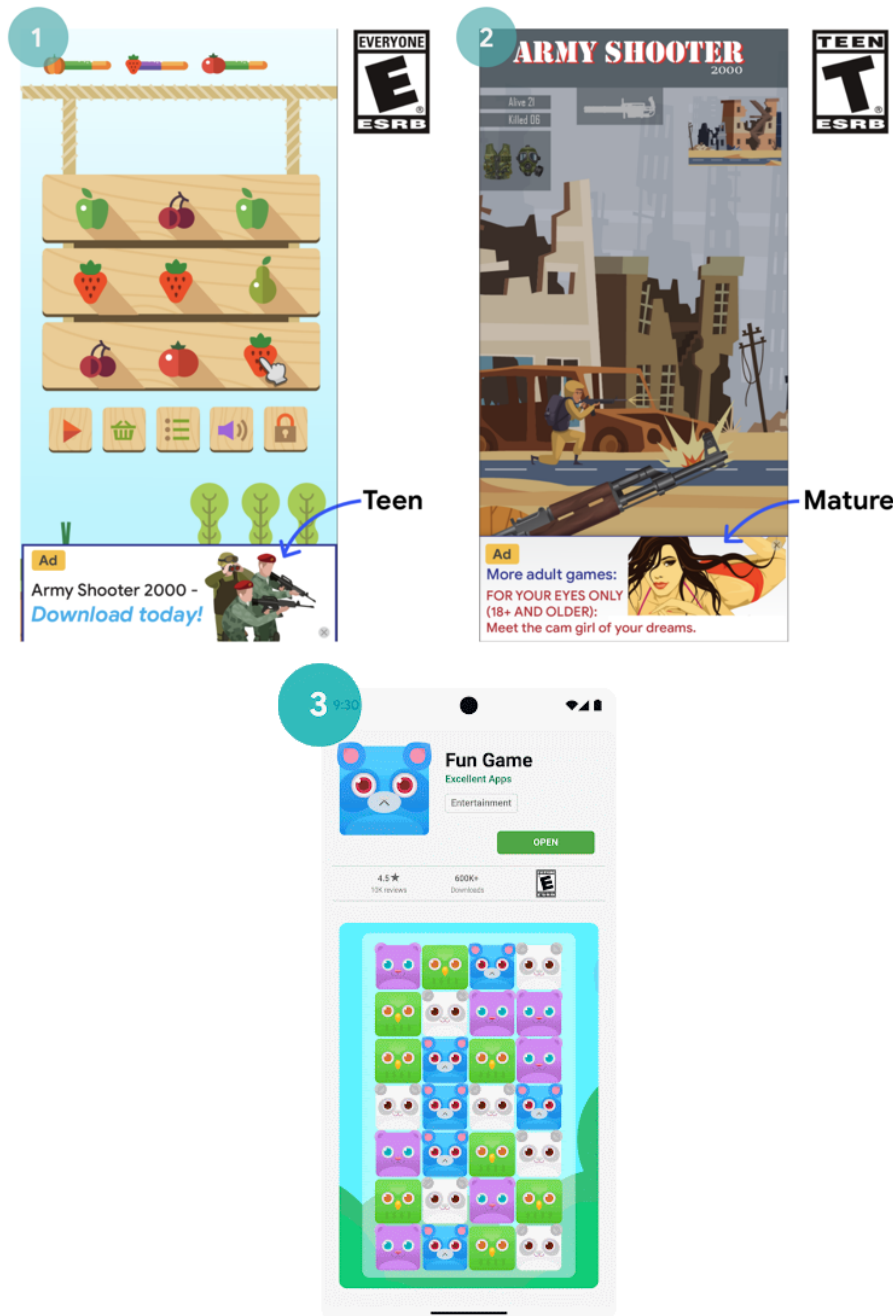 1
EVERYONE
E
ESRB
Teen
Ad
Army Shooter 2000 -
Download today!
2
ARMY SHOOTER
2000
TEEN
T
ESRB
Alive 21
Killed 06
Mature
Ad
More adult games:
FOR YOUR EYES ONLY
(18+ AND OLDER):
Meet the cam girl of your dreams.
3
9:30
Fun Game
Excellent Apps
Entertainment
OPEN
4.5★
10K reviews
600K+
Downloads
E